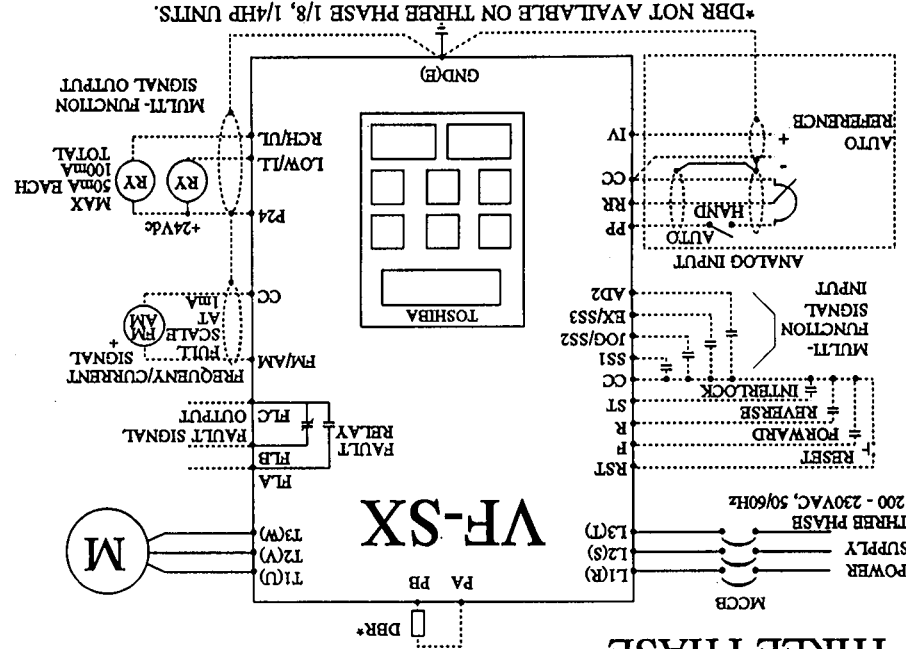 THREE PHASE
MCCB
POWER
SUPPLY
THREE PHASE
200 - 230VAC, 50/60Hz
L1(R)
L2(S)
L3(T)
PA
PB
DBR*
T1(U)
T2(V)
T3(W)
M
VF-SX
RESET
FORWARD
REVERSE
INTERLOCK
RST
F
R
ST
CC
MULTI-
FUNCTION
SIGNAL
INPUT
SS1
JOG/SS2
EX/SS3
AD2
FLA
FLB
FLC
FAULT
RELAY
FAULT SIGNAL
OUTPUT
FM/AM
CC
FREQUENY/CURRENT
SIGNAL
FULL
SCALE
AT
1mA
+
FM
AM
TOSHIBA
ANALOG INPUT
AUTO
HAND
PP
RR
CC
IV
-
+
AUTO
REFERENCE
P24
LOW/LL
RCH/UL
+24Vdc
RY
RY
MAX
50mA EACH
100mA
TOTAL
MULTI-FUNCTION
SIGNAL OUTPUT
GND(E)
*DBR NOT AVAILABLE ON THREE PHASE, 1/8, 1/4HP UNITS.